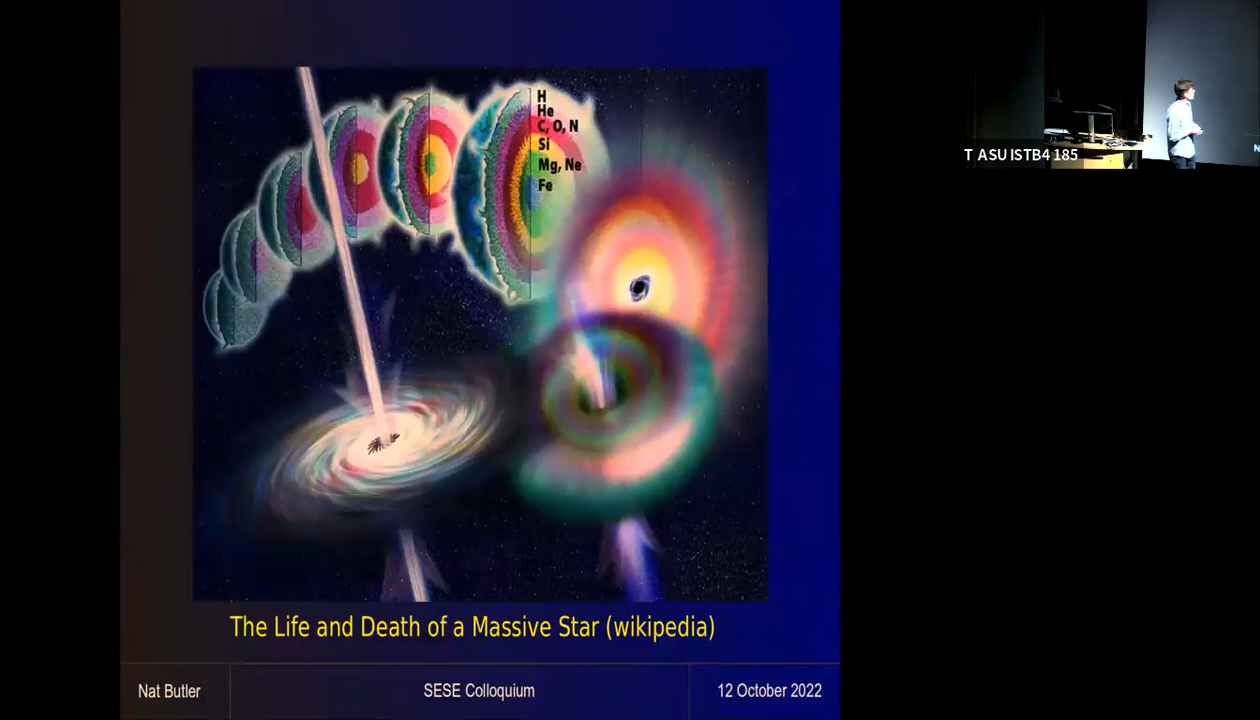 H
He
C, O, N
Si
Mg, Ne
Fe
T ASU ISTB4 185
N
The Life and Death of a Massive Star (wikipedia)
Nat Butler
SESE Colloquium
12 October 2022